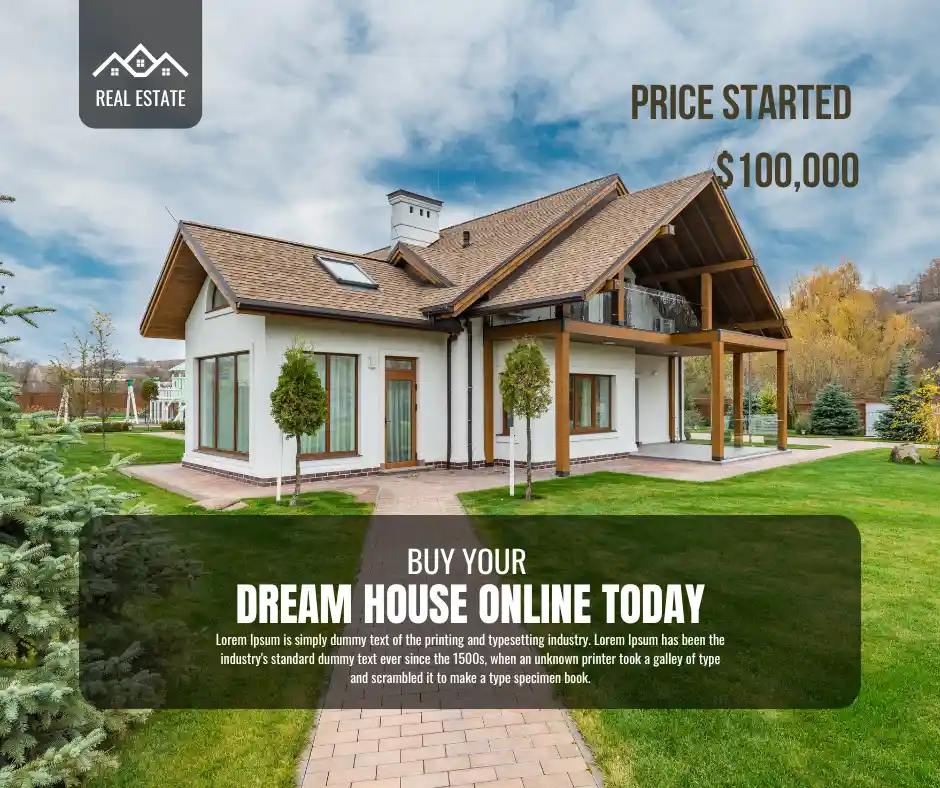 REAL ESTATE
PRICE STARTED
$100,000
BUY YOUR
DREAM HOUSE ONLINE TODAY
Lorem Ipsum is simply dummy text of the printing and typesetting industry. Lorem Ipsum has been the
industry's standard dummy text ever since the 1500s, when an unknown printer took a galley of type
and scrambled it to make a type specimen book.